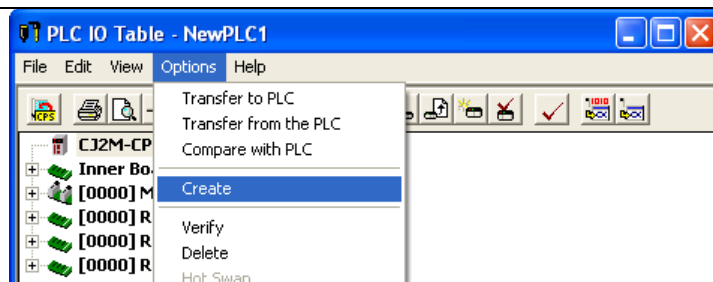 PLC IO Table - NewPLC1
File Edit View Options Help
Transfer to PLC
Transfer from the PLC
Compare with PLC
Create
Verify
Delete
Hot Swap
CJ2M-CP
Inner Bo
[0000] M
[0000] R
[0000] R
[0000] R